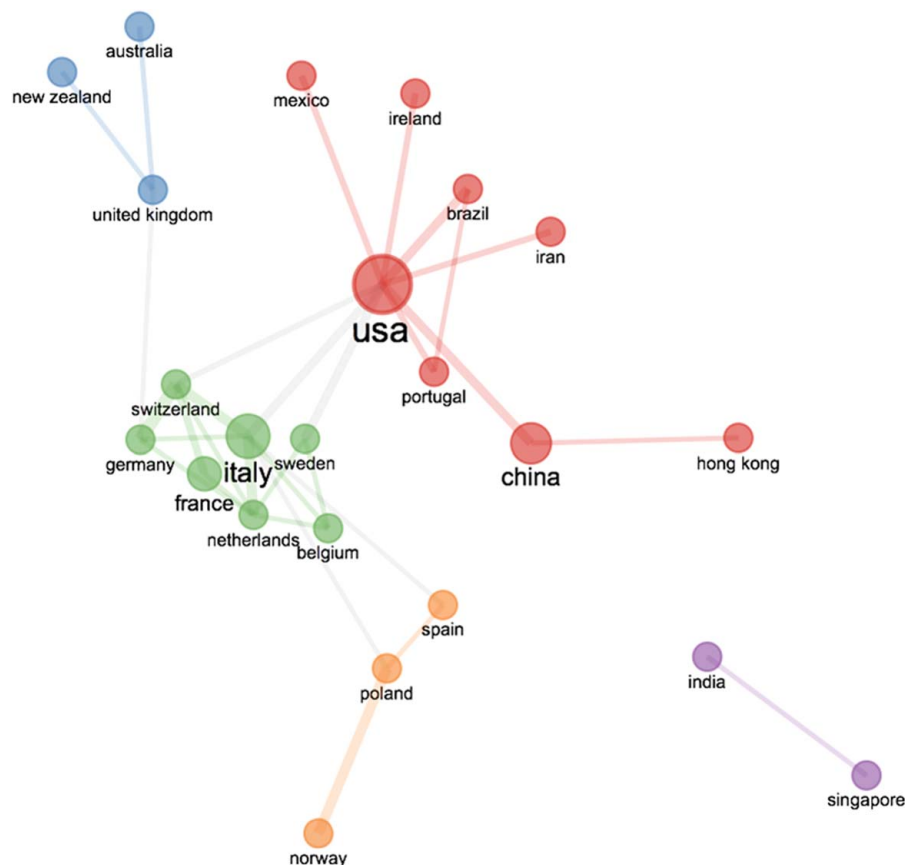 australia
new zealand
mexico
ireland
united kingdom
brazil
iran
usa
switzerland
portugal
germany
italy
sweden
china
hong kong
france
netherlands
belgium
spain
india
poland
singapore
norway